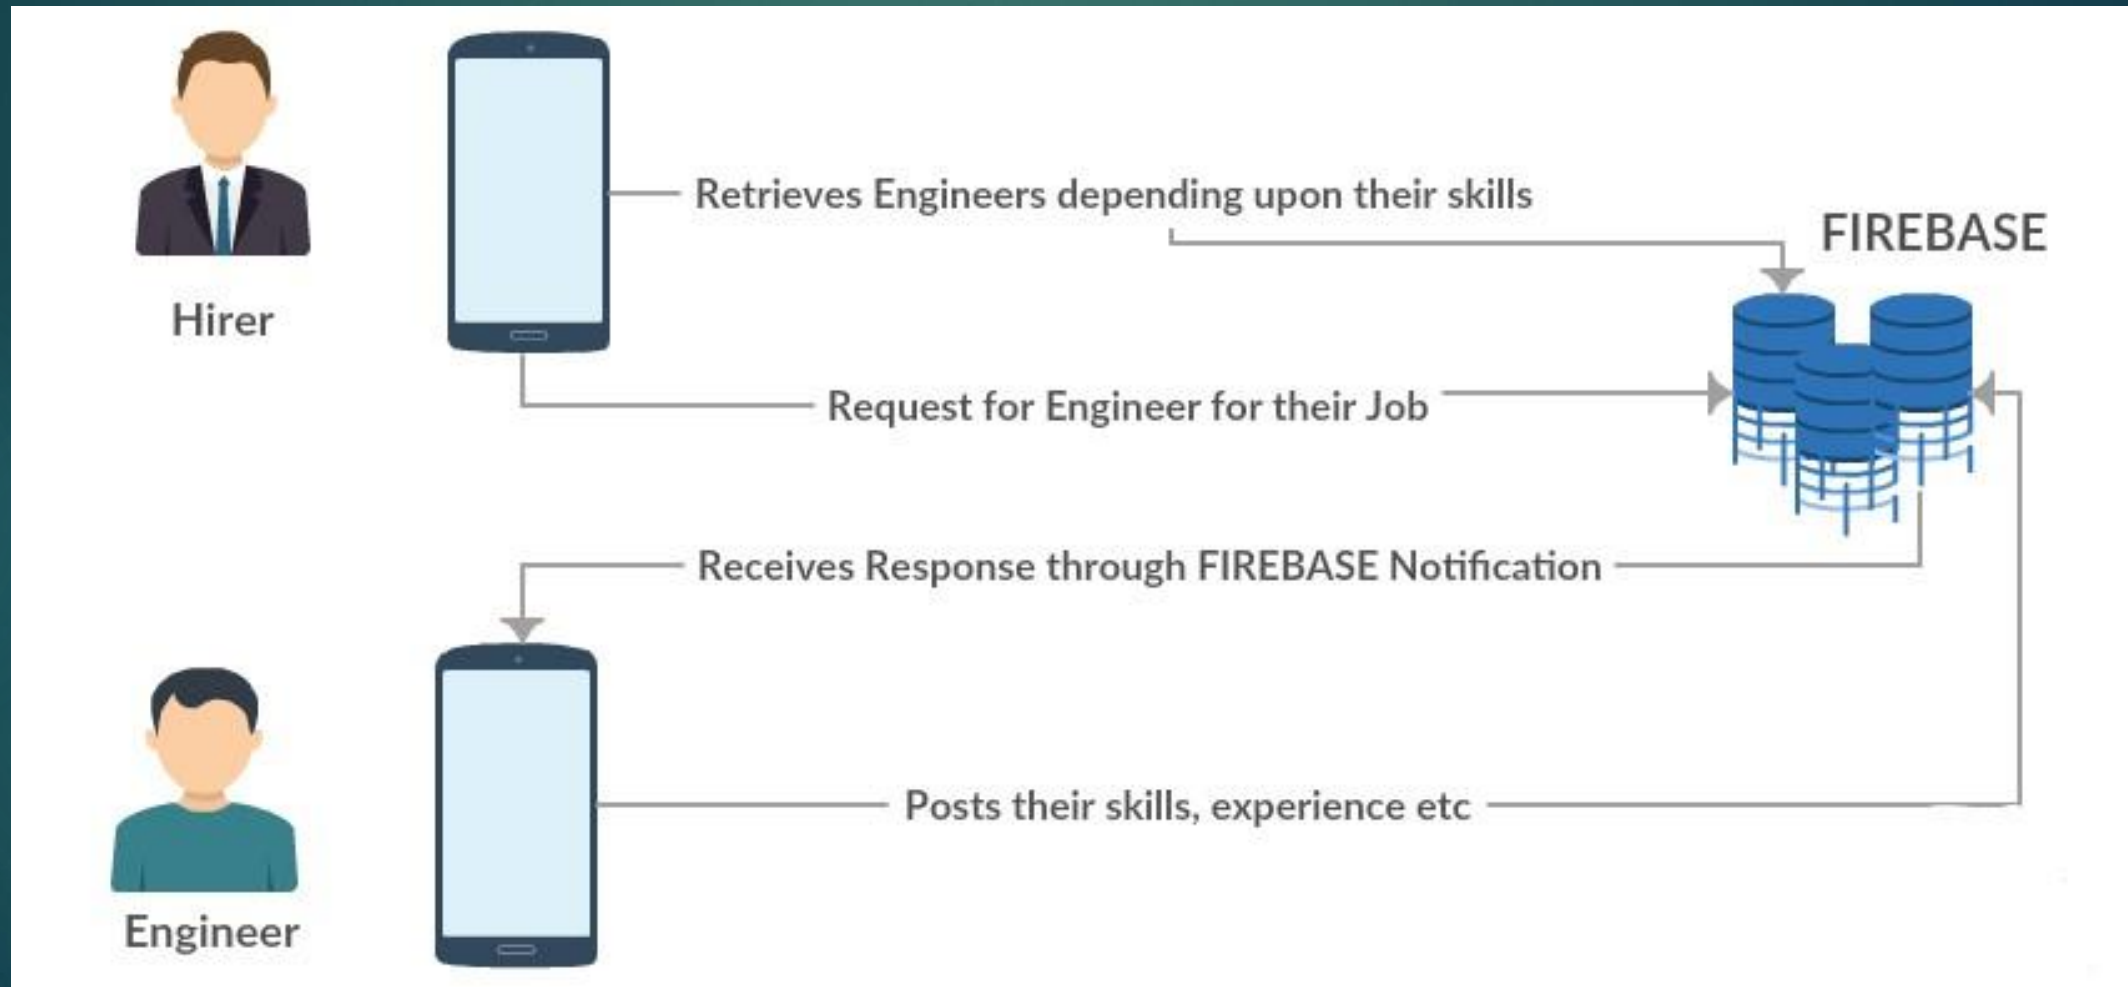 Retrieves Engineers depending upon their skills
FIREBASE
Hirer
Request for Engineer for their Job
Receives Response through FIREBASE Notification
Posts their skills, experience etc
Engineer